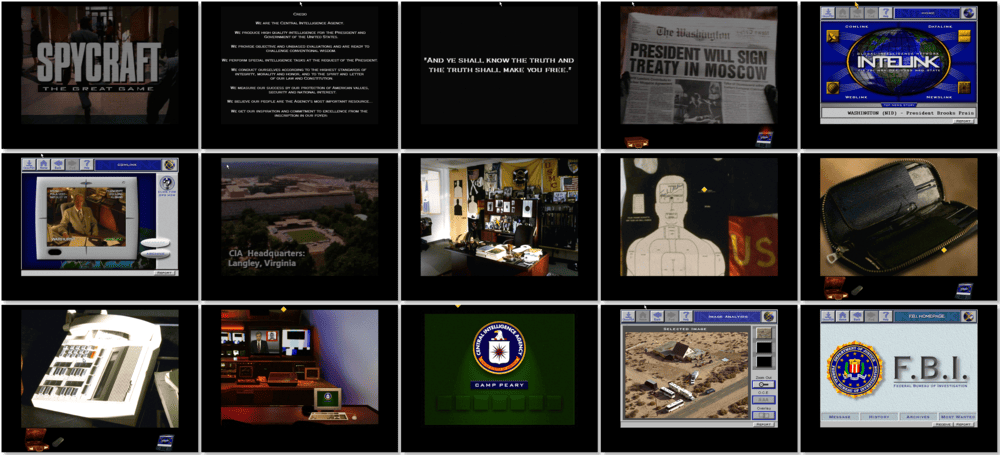 SPYCRAFT
THE GREAT GAME
CREDO
WE ARE THE CENTRAL INTELLIGENCE AGENCY.
WE PRODUCE HIGH QUALITY INTELLIGENCE FOR THE PRESIDENT AND
GOVERNMENT OF THE UNITED STATES.
WE PROVIDE OBJECTIVE AND UNBIASED EVALUATIONS AND ARE READY TO
CHALLENGE CONVENTIONAL WISDOM.
WE PERFORM SPECIAL INTELLIGENCE TASKS AT THE REQUEST OF THE PRESIDENT.
WE CONDUCT OURSELVES ACCORDING TO THE HIGHEST STANDARDS OF
INTEGRITY, MORALITY AND HONOR, AND TO THE SPIRIT AND LETTER
OF OUR LAW AND CONSTITUTION.
WE MEASURE OUR SUCCESS BY OUR PROTECTION OF AMERICAN VALUES,
SECURITY AND NATIONAL INTEREST.
WE BELIEVE OUR PEOPLE ARE THE AGENCY'S MOST IMPORTANT RESOURCE...
WE GET OUR INSPIRATION AND COMMITMENT TO EXCELLENCE FROM THE
INSCRIPTION IN OUR FOYER:
"AND YE SHALL KNOW THE TRUTH AND
THE TRUTH SHALL MAKE YOU FREE."
The Washington
PRESIDENT WILL SIGN
TREATY IN MOSCOW
COMLINK
DATALINK
INTELINK
WEBLINK
NEWSLINK
WASHINGTON (NID) - President Brooks Frain
REPORT
CIA Headquarters:
Langley, Virginia
US
CENTRAL INTELLIGENCE AGENCY
CAMP PEARY
IMAGE ANALYSIS
SELECTED IMAGE
FBI HOMEPAGE
F.B.I.
FEDERAL BUREAU OF INVESTIGATION
MESSAGE
HISTORY
ARCHIVES
MOST WANTED
RECEIVE
REPORT